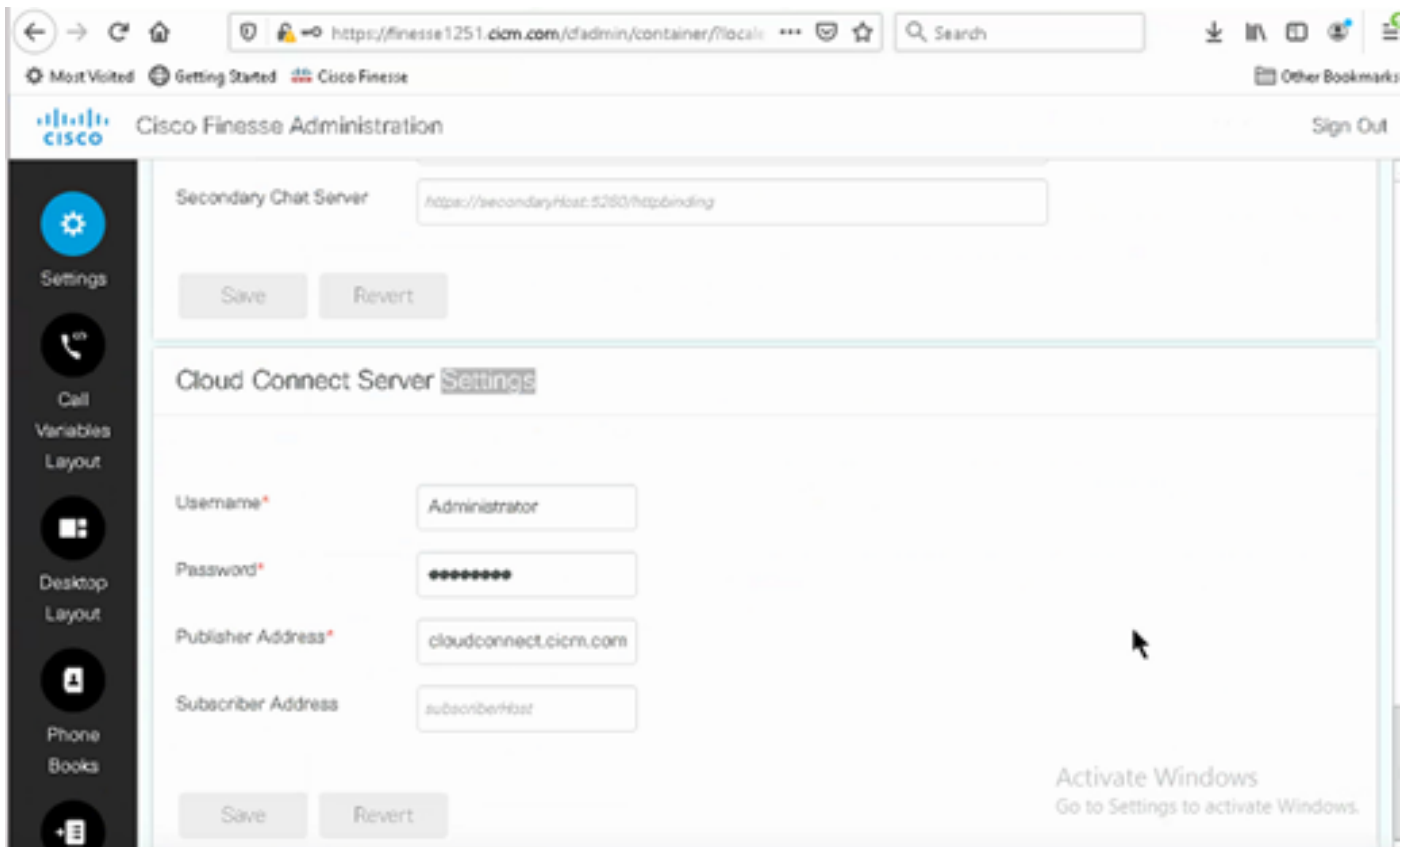 https://finesse1251.cicm.com/cfadmin/container/?locale
Search
Most Visited Getting Started Cisco Finesse Other Bookmarks
CISCO Cisco Finesse Administration Sign Out
Secondary Chat Server https://secondaryHost:5280/httpbinding
Settings
Save Revert
Call
Variables
Layout
Cloud Connect Server Settings
Username* Administrator
Desktop
Layout
Password* ●●●●●●●●
Publisher Address* cloudconnect.cicm.com
Phone
Books
Subscriber Address subscriberHost
Activate Windows
Go to Settings to activate Windows.
Save Revert